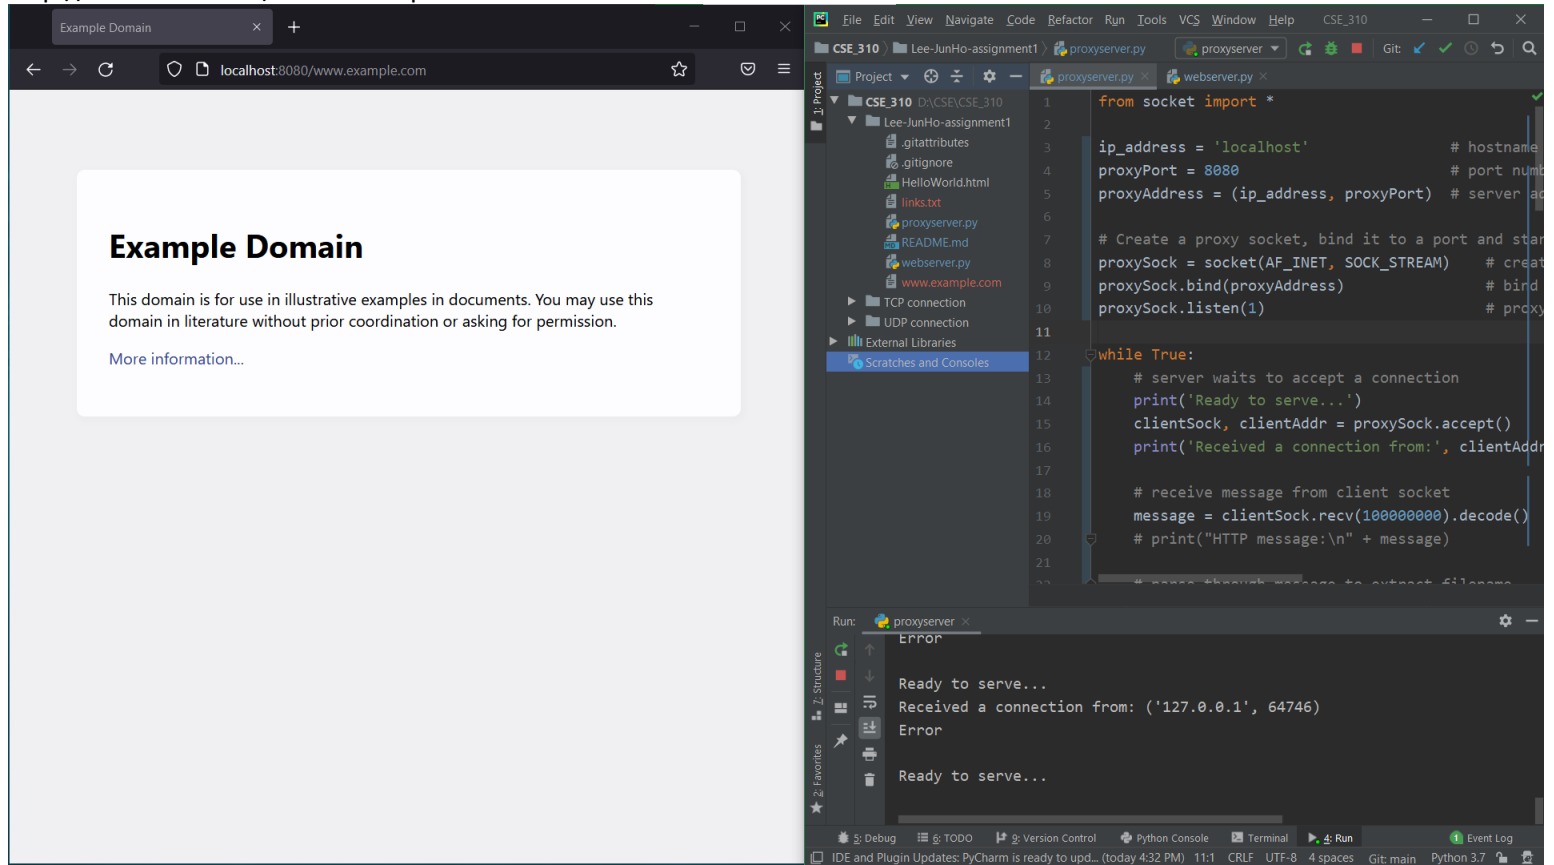 Example Domain
localhost:8080/www.example.com
Example Domain
This domain is for use in illustrative examples in documents. You may use this
domain in literature without prior coordination or asking for permission.
More information...
File Edit View Navigate Code Refactor Run Tools VCS Window Help CSE_310
CSE_310 Lee-JunHo-assignment1 proxyserver.py proxyserver Git:
1: Project
Project
proxyserver.py webserver.py
CSE_310 D:\CSE\CSE_310
Lee-JunHo-assignment1
.gitattributes
.gitignore
HelloWorld.html
links.txt
proxyserver.py
README.md
webserver.py
www.example.com
TCP connection
UDP connection
External Libraries
Scratches and Consoles
1 from socket import *
2
3 ip_address = 'localhost' # hostname
4 proxyPort = 8080 # port numb
5 proxyAddress = (ip_address, proxyPort) # server ad
6
7 # Create a proxy socket, bind it to a port and star
8 proxySock = socket(AF_INET, SOCK_STREAM) # creat
9 proxySock.bind(proxyAddress) # bind
10 proxySock.listen(1) # proxy
11
12 while True:
13 # server waits to accept a connection
14 print('Ready to serve...')
15 clientSock, clientAddr = proxySock.accept()
16 print('Received a connection from:', clientAddr
17
18 # receive message from client socket
19 message = clientSock.recv(100000000).decode()
20 # print("HTTP message:\n" + message)
21
Run: proxyserver
Error
Ready to serve...
Received a connection from: ('127.0.0.1', 64746)
Error
Ready to serve...
Z: Structure
2: Favorites
5: Debug 6: TODO 9: Version Control Python Console Terminal 4: Run 1 Event Log
IDE and Plugin Updates: PyCharm is ready to upd... (today 4:32 PM) 11:1 CRLF UTF-8 4 spaces Git: main Python 3.7